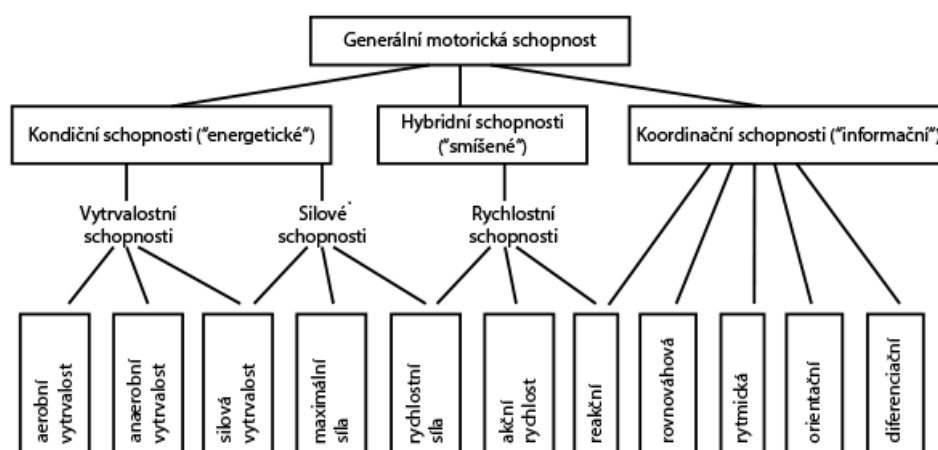 Generální motorická schopnost
Kondiční schopnosti (“energetické“)
Hybridní schopnosti
(“smíšené“)
Koordinační schopnosti (“informační“)
Vytrvalostní
schopnosti
Silové
schopnosti
Rychlostní
schopnosti
aerobní
vytrvalost
anaerobní
vytrvalost
silová
vytrvalost
maximální
síla
rychlostní
síla
akční
rychlost
reakční
rovnováhová
rytmická
orientační
diferenciační